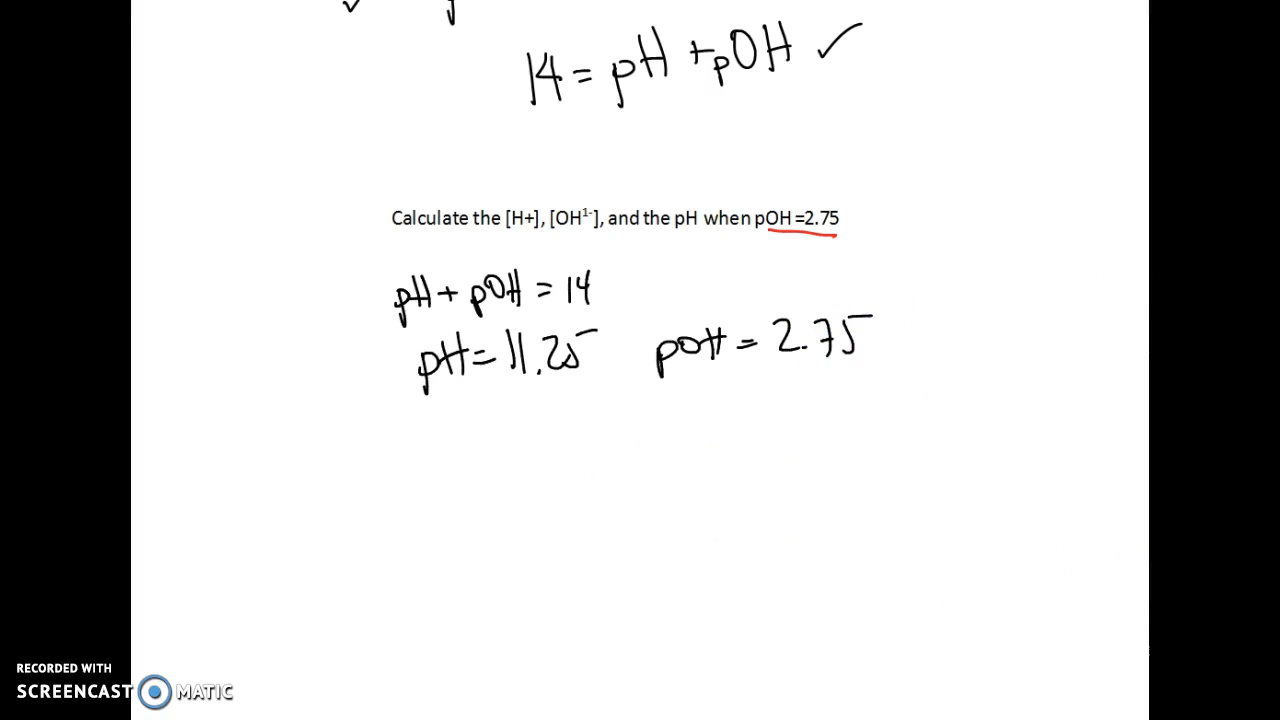 14 = pH + pOH ✓
Calculate the [H+], [OH¹⁻], and the pH when pOH =2.75
pH + pOH = 14
pH = 11.25 pOH = 2.75
RECORDED WITH
SCREENCAST MATIC